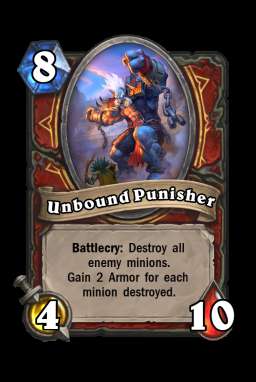 8
Unbound Punisher
Battlecry: Destroy all
enemy minions.
Gain 2 Armor for each
minion destroyed.
4
10